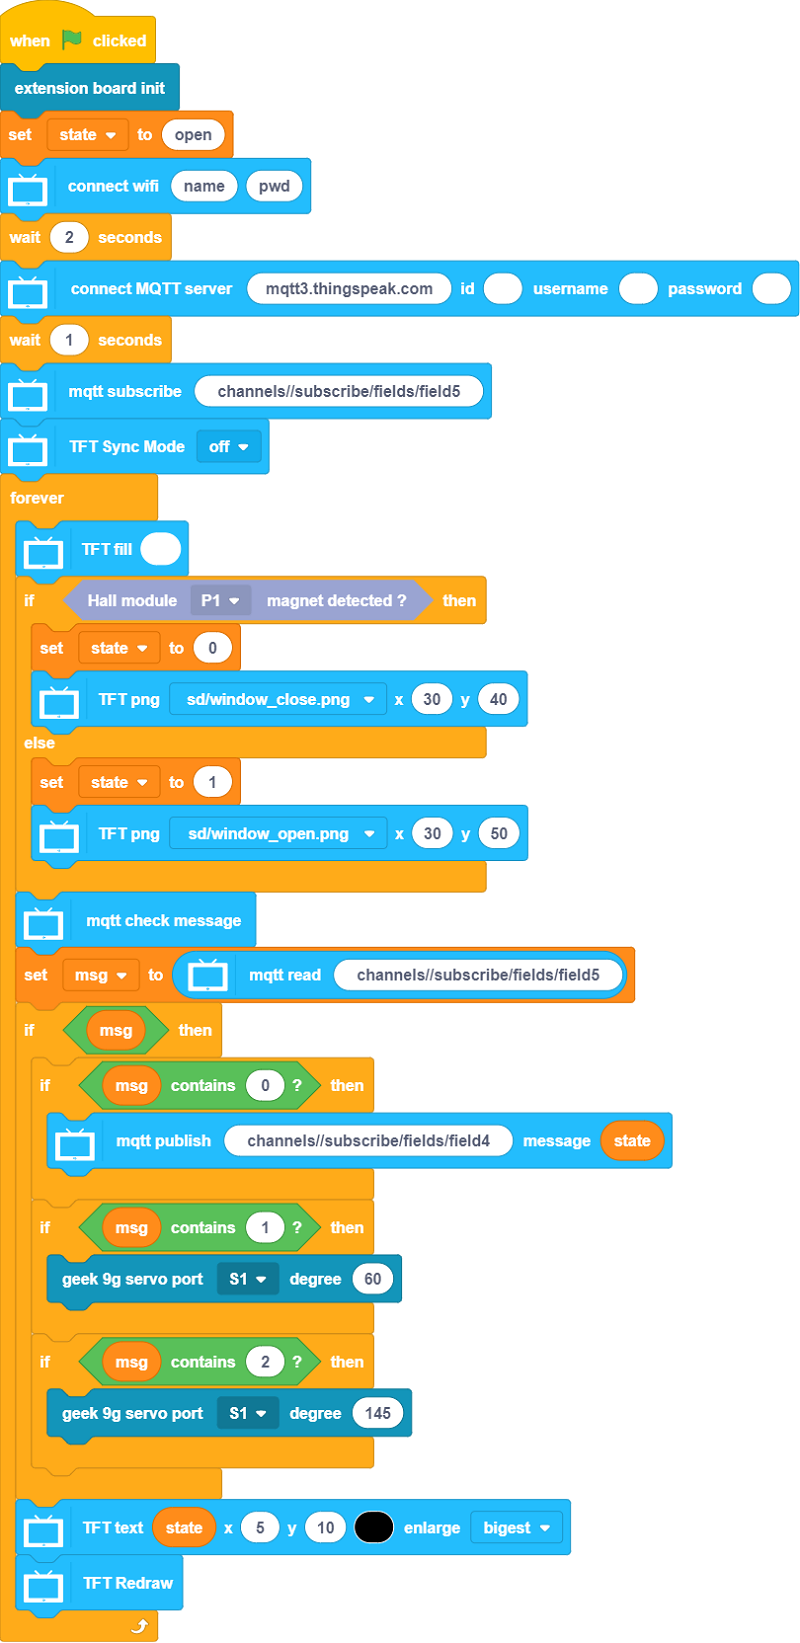 when clicked
extension board init
set state to open
connect wifi name pwd
wait 2 seconds
connect MQTT server mqtt3.thingspeak.com id username password
wait 1 seconds
mqtt subscribe channels//subscribe/fields/field5
TFT Sync Mode off
forever
TFT fill
if Hall module P1 magnet detected ? then
set state to 0
TFT png sd/window_close.png x 30 y 40
else
set state to 1
TFT png sd/window_open.png x 30 y 50
mqtt check message
set msg to mqtt read channels//subscribe/fields/field5
if msg then
if msg contains 0 ? then
mqtt publish channels//subscribe/fields/field4 message state
if msg contains 1 ? then
geek 9g servo port S1 degree 60
if msg contains 2 ? then
geek 9g servo port S1 degree 145
TFT text state x 5 y 10 enlarge bigest
TFT Redraw